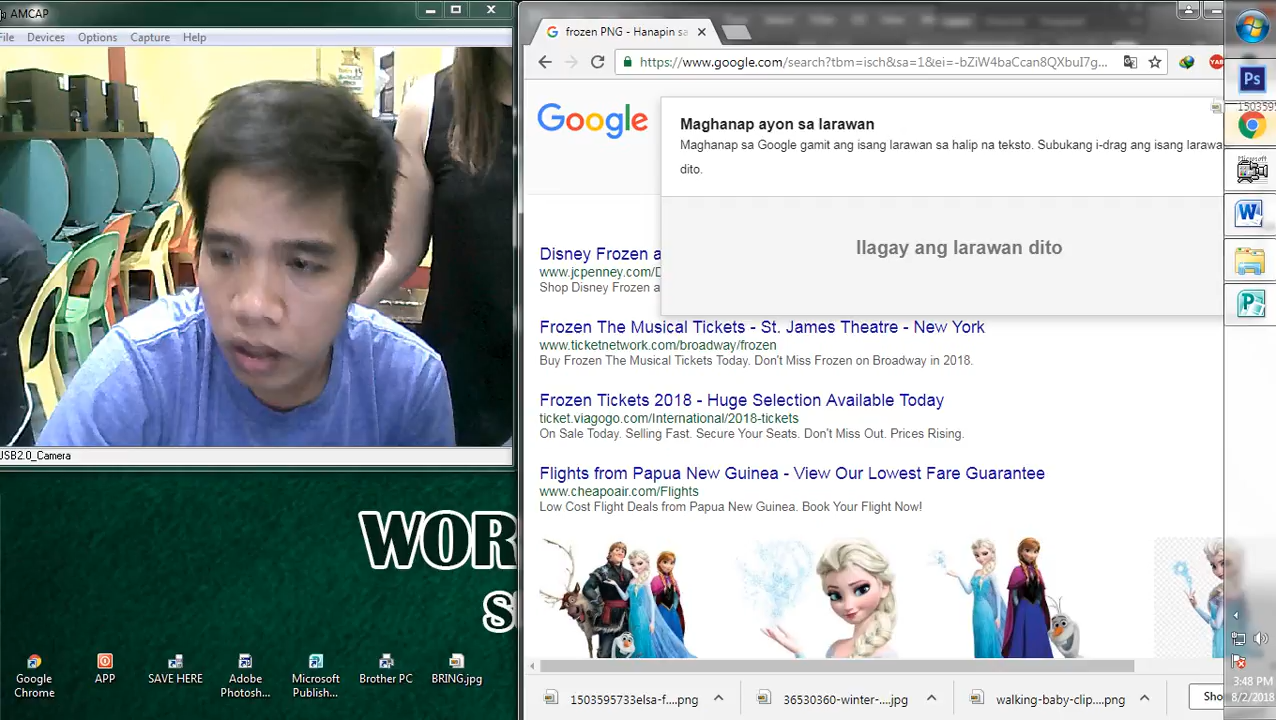 AMCAP
File Devices Options Capture Help
USB2.0_Camera
WOR
S
Google Chrome
APP
SAVE HERE
Adobe Photosh...
Microsoft Publish...
Brother PC
BRING.jpg
frozen PNG - Hanapin sa
https://www.google.com/search?tbm=isch&sa=1&ei=-bZiW4baCcanmQXbuI7g...
Google
Maghanap ayon sa larawan
Maghanap sa Google gamit ang isang larawan sa halip na teksto. Subukang i-drag ang isang larawa
dito.
Ilagay ang larawan dito
Disney Frozen a
www.jcpenney.com/D
Shop Disney Frozen a
Frozen The Musical Tickets - St. James Theatre - New York
www.ticketnetwork.com/broadway/frozen
Buy Frozen The Musical Tickets Today. Don't Miss Frozen on Broadway in 2018.
Frozen Tickets 2018 - Huge Selection Available Today
ticket.viagogo.com/International/2018-tickets
On Sale Today. Selling Fast. Secure Your Seats. Don't Miss Out. Prices Rising.
Flights from Papua New Guinea - View Our Lowest Fare Guarantee
www.cheapoair.com/Flights
Low Cost Flight Deals from Papua New Guinea. Book Your Flight Now!
1503595733elsa-f....png
36530360-winter-....jpg
walking-baby-clip....png
Sho
Ps
150359
Microsoft
3:48 PM
8/2/2018